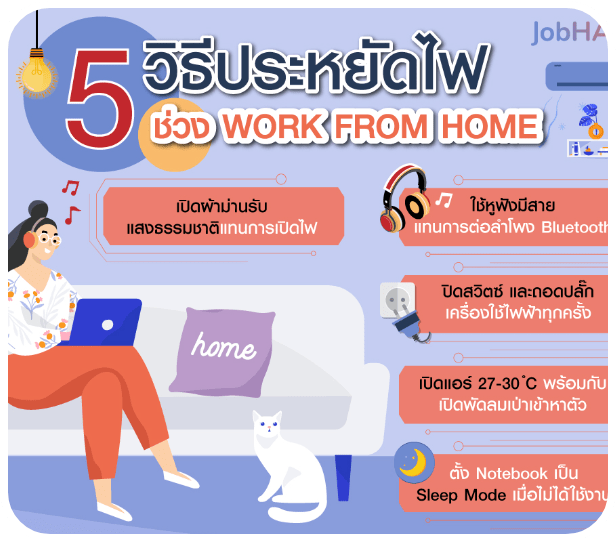 JobHA
5 วิธีประหยัดไฟ
ช่วง WORK FROM HOME
เปิดผ้าม่านรับ
แสงธรรมชาติแทนการเปิดไฟ
ใช้หูฟังมีสาย
แทนการต่อลำโพง Bluetooth
ปิดสวิตซ์ และถอดปลั๊ก
เครื่องใช้ไฟฟ้าทุกครั้ง
เปิดแอร์ 27-30 ํC พร้อมกับ
เปิดพัดลมเป่าเข้าหาตัว
ตั้ง Notebook เป็น
Sleep Mode เมื่อไม่ได้ใช้งาน
home